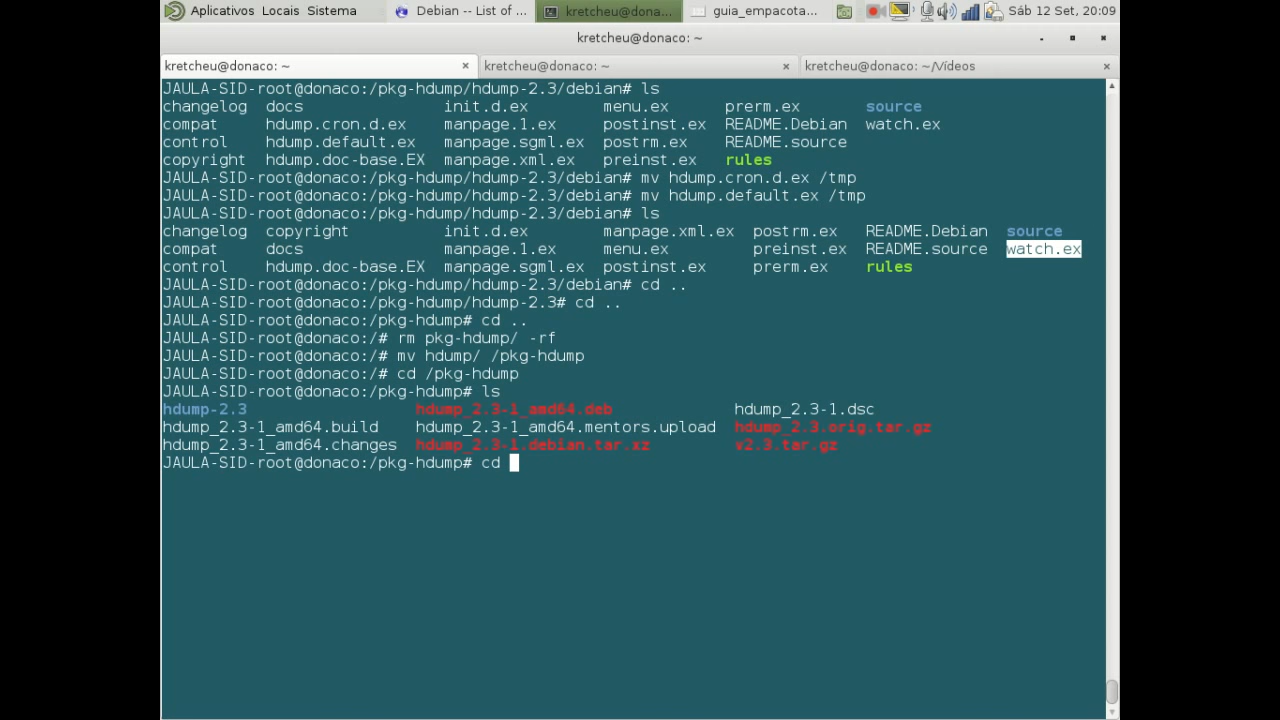 Aplicativos Locais Sistema Debian -- List of ... kretcheu@dona... guia_empacota... Sáb 12 Set, 20:09
kretcheu@donaco: ~
kretcheu@donaco: ~ × kretcheu@donaco: ~ × kretcheu@donaco: ~/Vídeos ×
JAULA-SID-root@donaco:/pkg-hdump/hdump-2.3/debian# ls
changelog docs init.d.ex menu.ex prerm.ex source
compat hdump.cron.d.ex manpage.1.ex postinst.ex README.Debian watch.ex
control hdump.default.ex manpage.sgml.ex postrm.ex README.source
copyright hdump.doc-base.EX manpage.xml.ex preinst.ex rules
JAULA-SID-root@donaco:/pkg-hdump/hdump-2.3/debian# mv hdump.cron.d.ex /tmp
JAULA-SID-root@donaco:/pkg-hdump/hdump-2.3/debian# mv hdump.default.ex /tmp
JAULA-SID-root@donaco:/pkg-hdump/hdump-2.3/debian# ls
changelog copyright init.d.ex manpage.xml.ex postrm.ex README.Debian source
compat docs manpage.1.ex menu.ex preinst.ex README.source watch.ex
control hdump.doc-base.EX manpage.sgml.ex postinst.ex prerm.ex rules
JAULA-SID-root@donaco:/pkg-hdump/hdump-2.3/debian# cd ..
JAULA-SID-root@donaco:/pkg-hdump/hdump-2.3# cd ..
JAULA-SID-root@donaco:/pkg-hdump# cd ..
JAULA-SID-root@donaco:/# rm pkg-hdump/ -rf
JAULA-SID-root@donaco:/# mv hdump/ /pkg-hdump
JAULA-SID-root@donaco:/# cd /pkg-hdump
JAULA-SID-root@donaco:/pkg-hdump# ls
hdump-2.3 hdump_2.3-1_amd64.deb hdump_2.3-1.dsc
hdump_2.3-1_amd64.build hdump_2.3-1_amd64.mentors.upload hdump_2.3.orig.tar.gz
hdump_2.3-1_amd64.changes hdump_2.3-1.debian.tar.xz v2.3.tar.gz
JAULA-SID-root@donaco:/pkg-hdump# cd